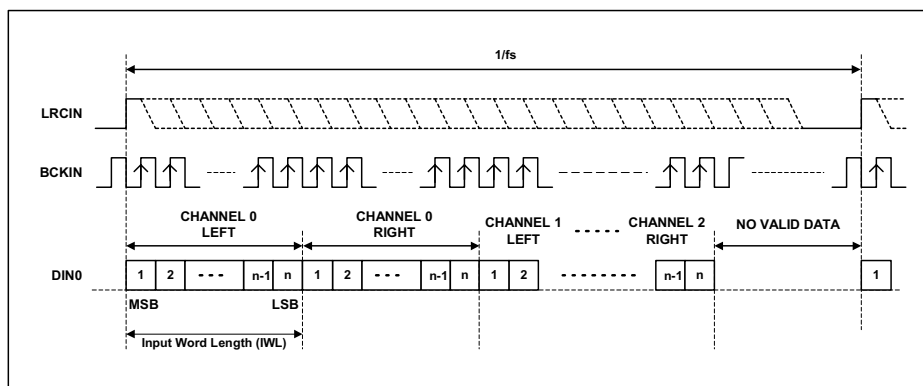 1/fs
LRCIN
BCKIN
CHANNEL 0
LEFT
CHANNEL 0
RIGHT
CHANNEL 1
LEFT
CHANNEL 2
RIGHT
NO VALID DATA
DIN0
1 2 n-1 n 1 2 n-1 n 1 2 n-1 n 1
MSB LSB
Input Word Length (IWL)